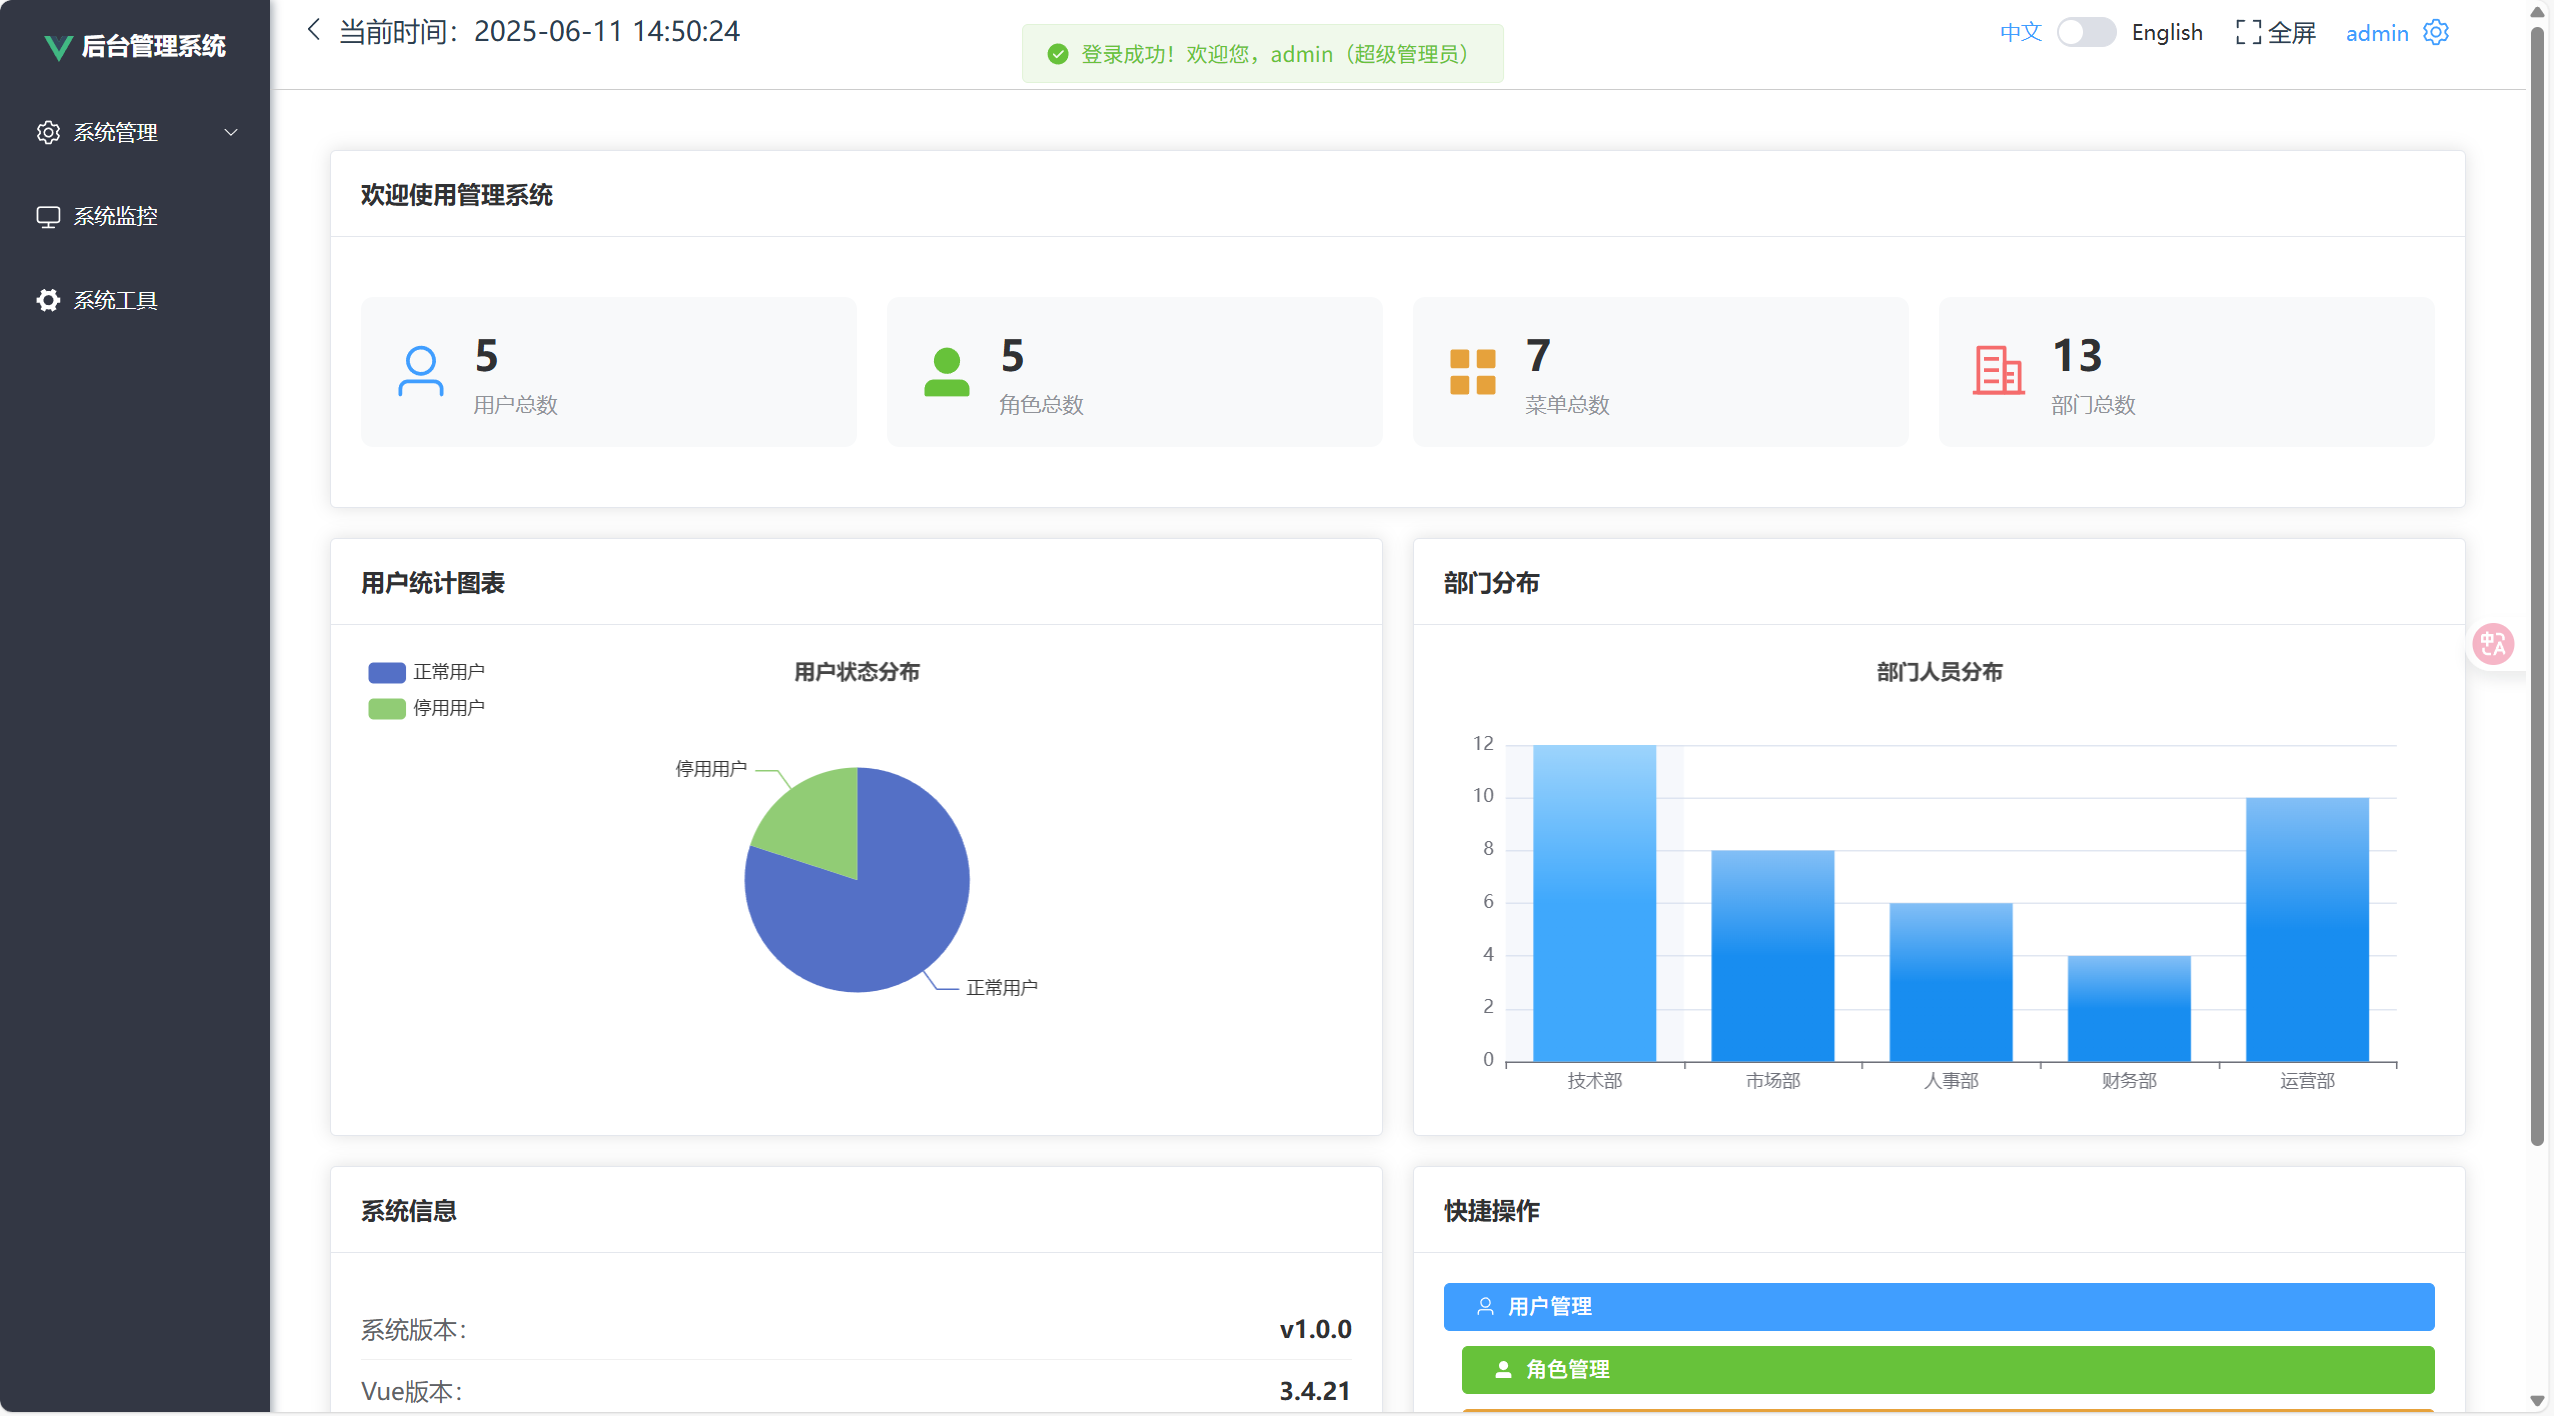 后台管理系统
系统管理
系统监控
系统工具
当前时间：2025-06-11 14:50:24
登录成功！欢迎您，admin（超级管理员）
中文 English 全屏 admin
欢迎使用管理系统
5
用户总数
5
角色总数
7
菜单总数
13
部门总数
用户统计图表
正常用户
停用用户
用户状态分布
停用用户
正常用户
部门分布
部门人员分布
12
10
8
6
4
2
0
技术部 市场部 人事部 财务部 运营部
中A
系统信息
系统版本： v1.0.0
Vue版本： 3.4.21
快捷操作
用户管理
角色管理